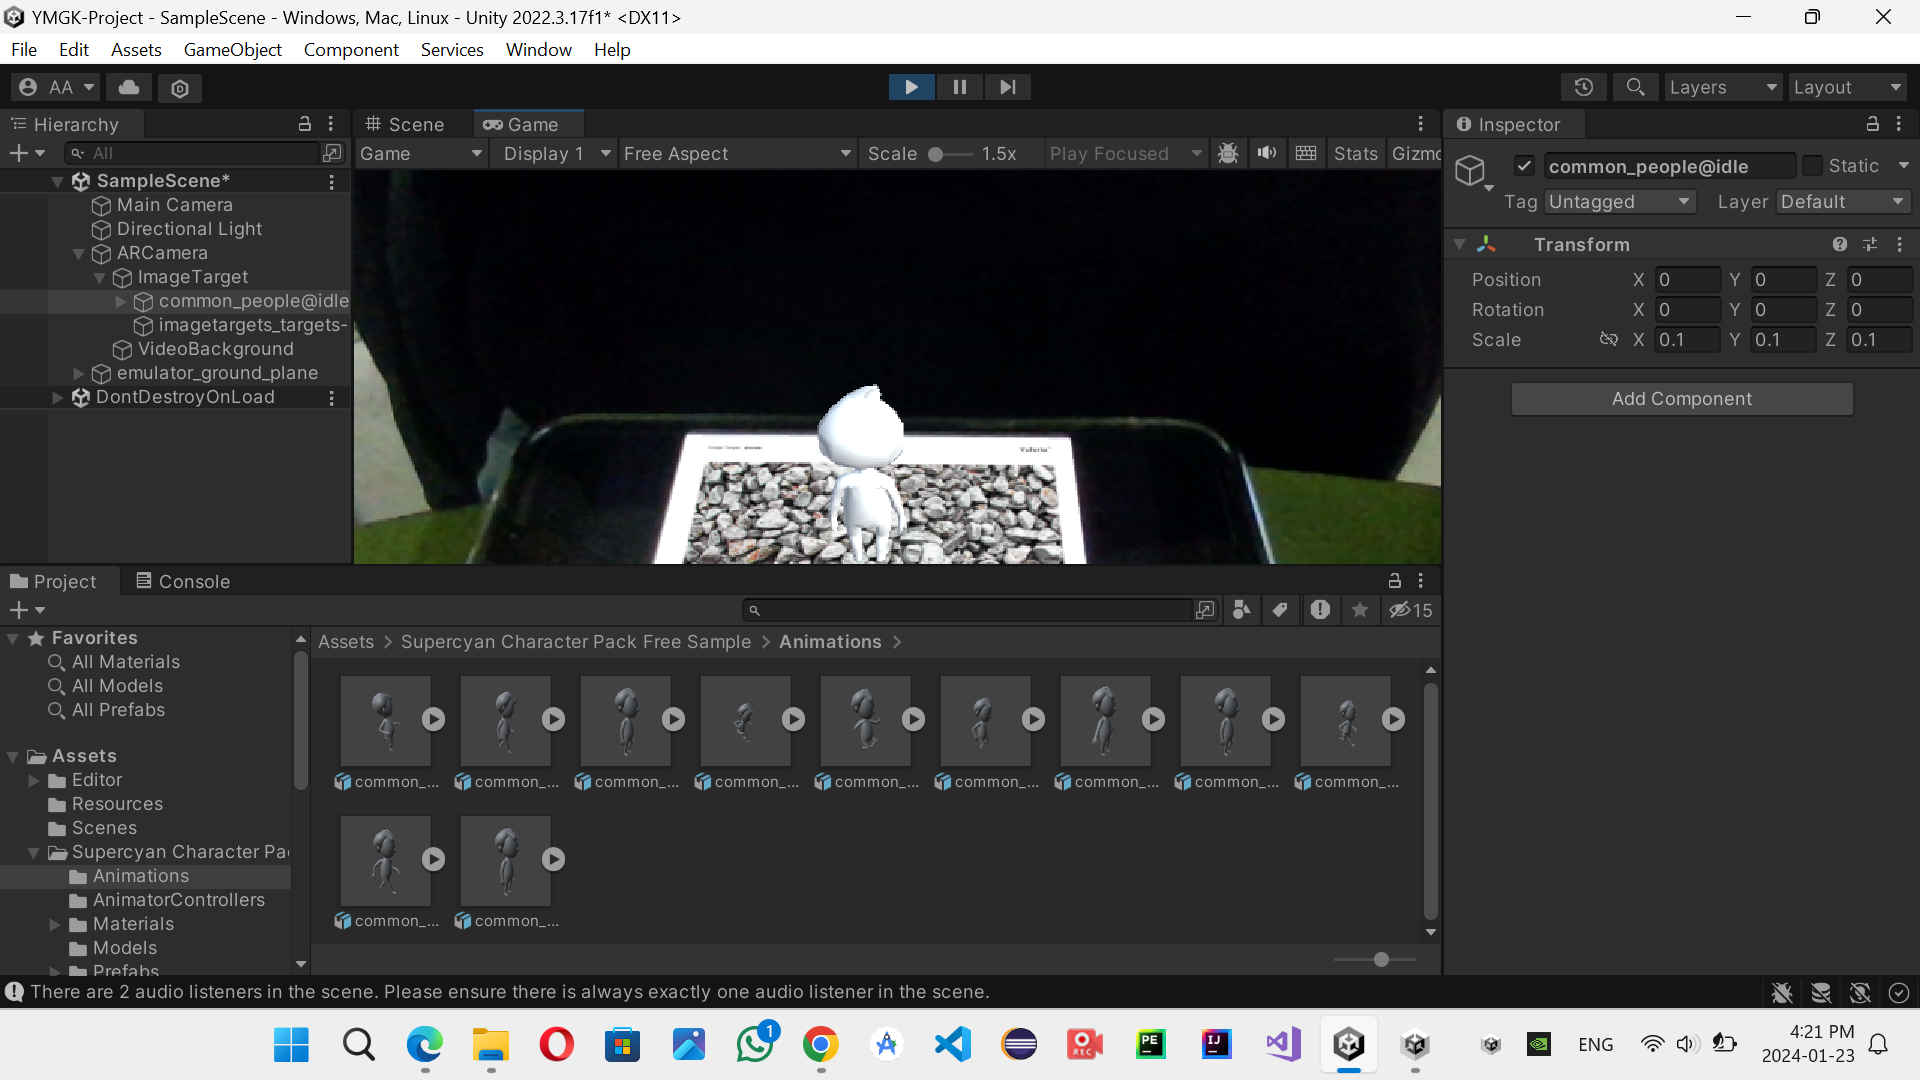 YMGK-Project - SampleScene - Windows, Mac, Linux - Unity 2022.3.17f1* <DX11>
File Edit Assets GameObject Component Services Window Help
AA Layers Layout
Hierarchy Scene Game Inspector
All Game Display 1 Free Aspect Scale 1.5x Play Focused Stats Gizmo
common_people@idle Static
Tag Untagged Layer Default
SampleScene*
Main Camera
Directional Light
ARCamera
ImageTarget
common_people@idle
imagetargets_targets-
VideoBackground
emulator_ground_plane
DontDestroyOnLoad
Transform
Position X 0 Y 0 Z 0
Rotation X 0 Y 0 Z 0
Scale X 0.1 Y 0.1 Z 0.1
Add Component
Project Console
15
Favorites
All Materials
All Models
All Prefabs
Assets
Editor
Resources
Scenes
Supercyan Character Pa
Animations
AnimatorControllers
Materials
Models
Prefabs
Assets > Supercyan Character Pack Free Sample > Animations >
common_... common_... common_... common_... common_... common_... common_... common_... common_...
common_... common_...
There are 2 audio listeners in the scene. Please ensure there is always exactly one audio listener in the scene.
1 REC PE IJ ENG 4:21 PM
2024-01-23